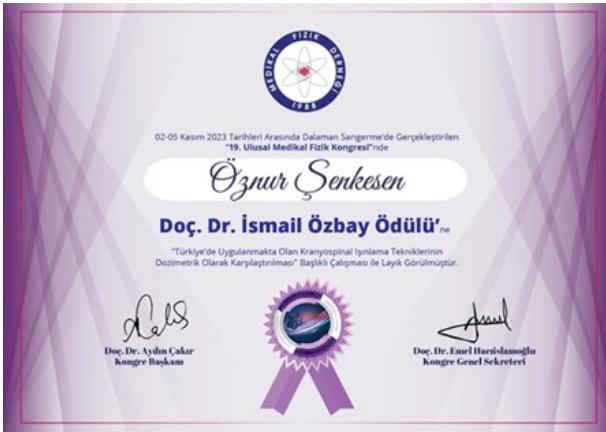 MEDİKAL FİZİK DERNEĞİ
1988
02-05 Kasım 2023 Tarihleri Arasında Dalaman Sarıgerme'de Gerçekleştirilen
"19. Ulusal Medikal Fizik Kongresi"nde
Öznur Şenkesen
Doç. Dr. İsmail Özbay Ödülü'ne
"Türkiye'de Uygulanmakta Olan Kranyospinal Işınlama Tekniklerinin
Dozimetrik Olarak Karşılaştırılması" Başlıklı Çalışması ile Layık Görülmüştür.
Doç. Dr. Aydın Çakır
Kongre Başkanı
Doç. Dr. Emel Hacıislamoğlu
Kongre Genel Sekreteri